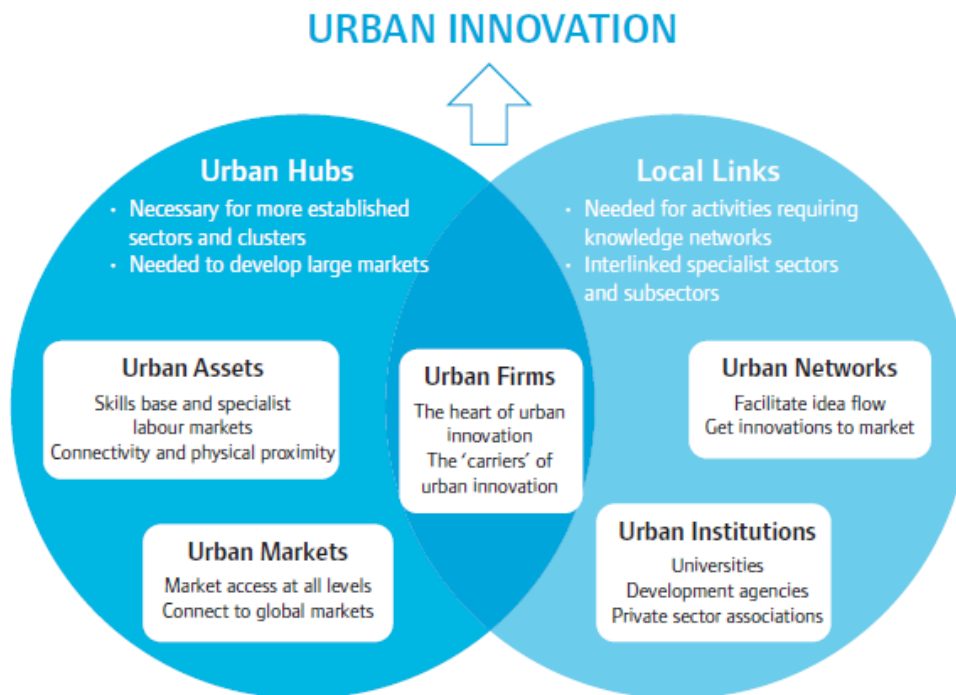 URBAN INNOVATION
Urban Hubs
• Necessary for more established
sectors and clusters
• Needed to develop large markets
Local Links
• Needed for activities requiring
knowledge networks
• Interlinked specialist sectors
and subsectors
Urban Assets
Skills base and specialist
labour markets
Connectivity and physical proximity
Urban Markets
Market access at all levels
Connect to global markets
Urban Firms
The heart of urban
innovation
The ‘carriers’ of
urban innovation
Urban Networks
Facilitate idea flow
Get innovations to market
Urban Institutions
Universities
Development agencies
Private sector associations